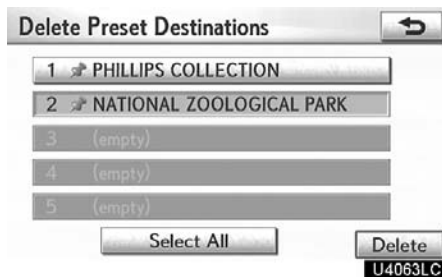 Delete Preset Destinations
1 PHILLIPS COLLECTION
2 NATIONAL ZOOLOGICAL PARK
3 (empty)
4 (empty)
5 (empty)
Select All
Delete
U4063LC